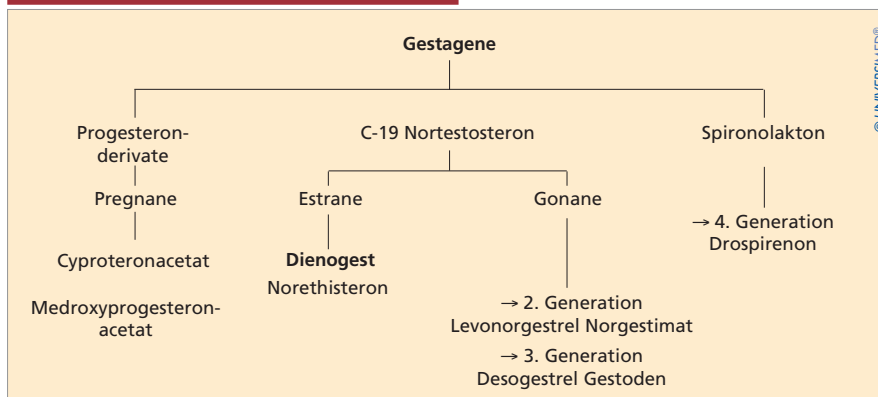 Gestagene
Progesteron-
derivate
C-19 Nortestosteron
Spironolakton
Pregnane
Estrane
Gonane
→ 4. Generation
Drospirenon
Cyproteronacetat
Dienogest
Norethisteron
Medroxyprogesteron-
acetat
→ 2. Generation
Levonorgestrel Norgestimat
→ 3. Generation
Desogestrel Gestoden
© UNIVERSIMED®